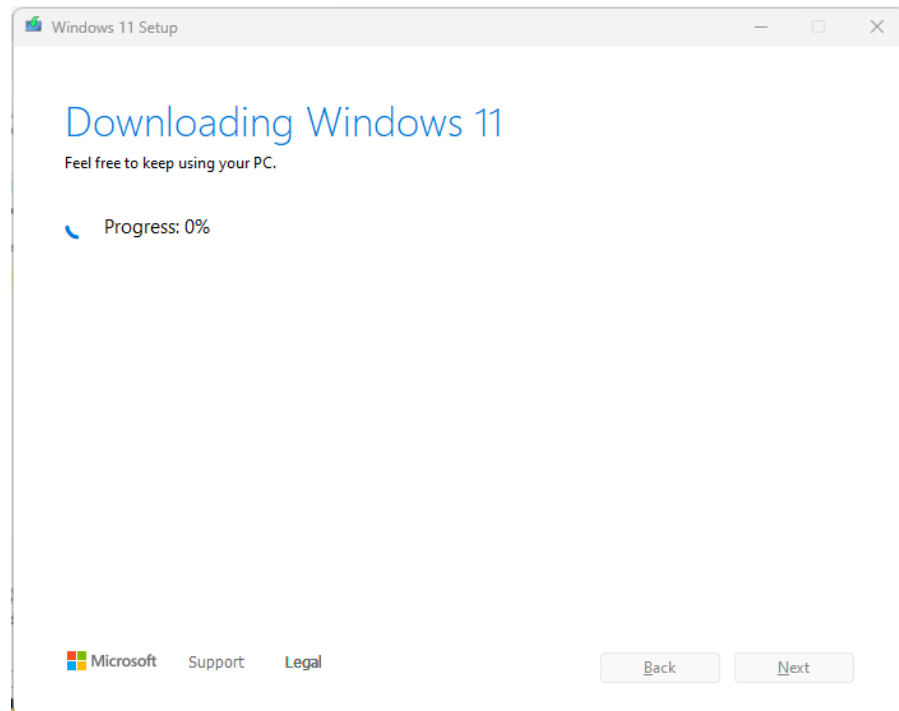 Windows 11 Setup
Downloading Windows 11
Feel free to keep using your PC.
Progress: 0%
Microsoft Support Legal Back Next